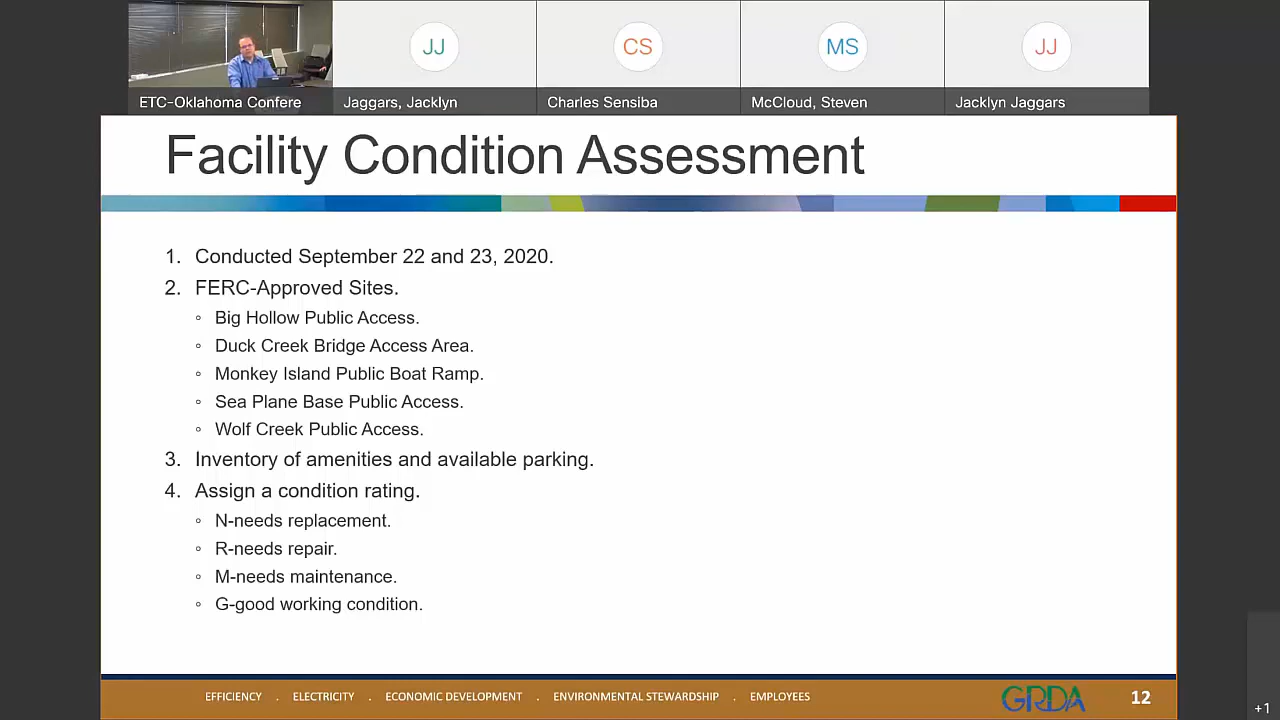 JJ
CS
MS
JJ
ETC-Oklahoma Confere
Jaggars, Jacklyn
Charles Sensiba
McCloud, Steven
Jacklyn Jaggars
Facility Condition Assessment
1. Conducted September 22 and 23, 2020.
2. FERC-Approved Sites.
◦ Big Hollow Public Access.
◦ Duck Creek Bridge Access Area.
◦ Monkey Island Public Boat Ramp.
◦ Sea Plane Base Public Access.
◦ Wolf Creek Public Access.
3. Inventory of amenities and available parking.
4. Assign a condition rating.
◦ N-needs replacement.
◦ R-needs repair.
◦ M-needs maintenance.
◦ G-good working condition.
EFFICIENCY . ELECTRICITY . ECONOMIC DEVELOPMENT . ENVIRONMENTAL STEWARDSHIP . EMPLOYEES
GRDA
12
+1